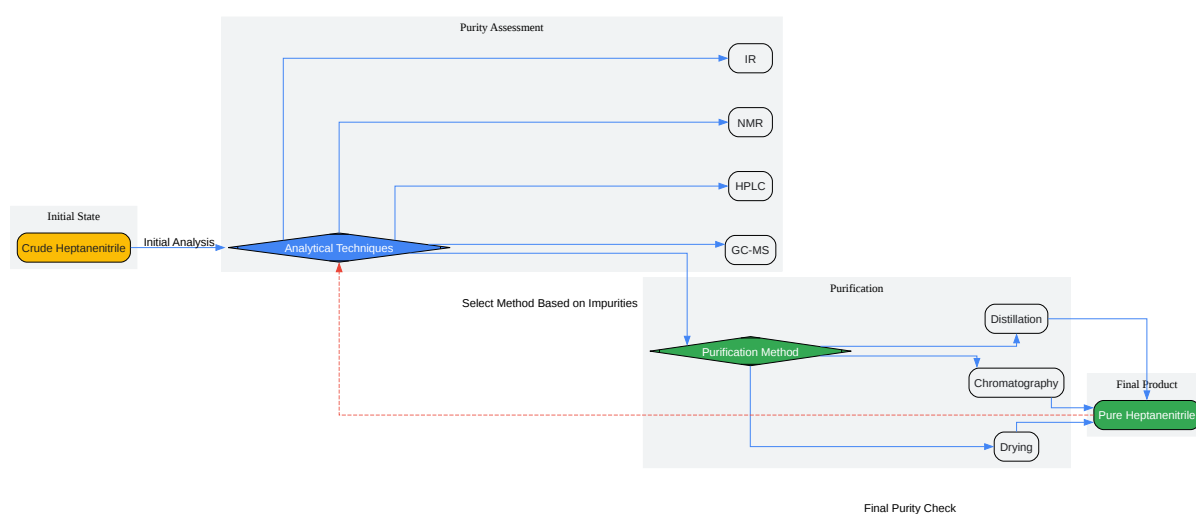 Purity Assessment
IR
NMR
HPLC
GC-MS
Initial State
Crude Heptanenitrile
Initial Analysis
Analytical Techniques
Select Method Based on Impurities
Purification
Distillation
Purification Method
Chromatography
Drying
Final Product
Pure Heptanenitrile
Final Purity Check